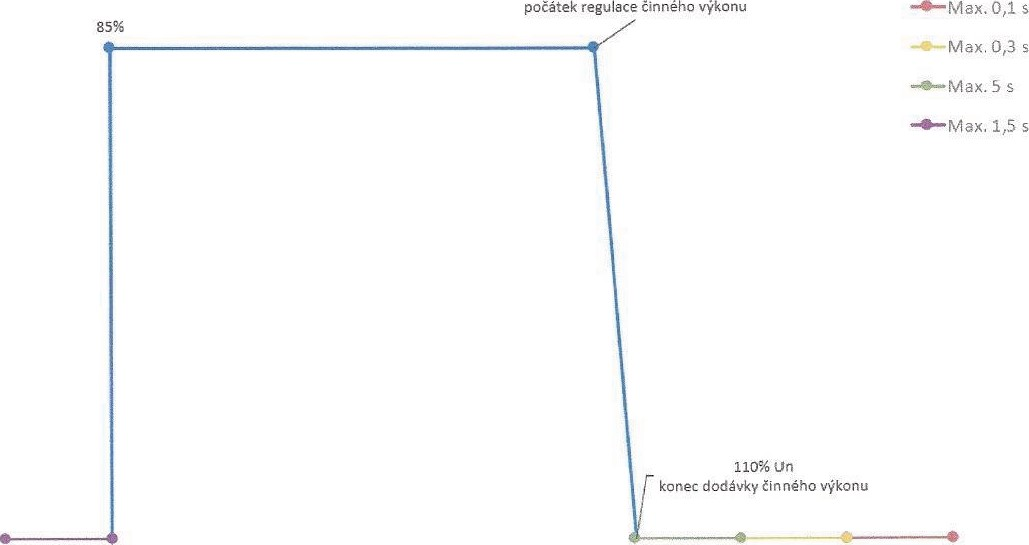 počátek regulace činného výkonu
85%
Max. 0,1 s
Max. 0,3 s
Max. 5 s
Max. 1,5 s
110% Un
konec dodávky činného výkonu